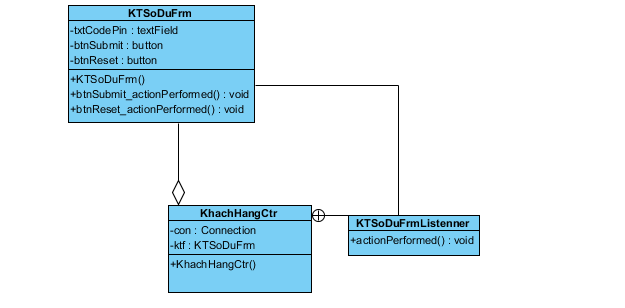 KTSoDuFrm
-txtCodePin : textField
-btnSubmit : button
-btnReset : button
+KTSoDuFrm()
+btnSubmit_actionPerformed() : void
+btnReset_actionPerformed() : void
KhachHangCtr
-con : Connection
-ktf : KTSoDuFrm
+KhachHangCtr()
KTSoDuFrmListenner
+actionPerformed() : void